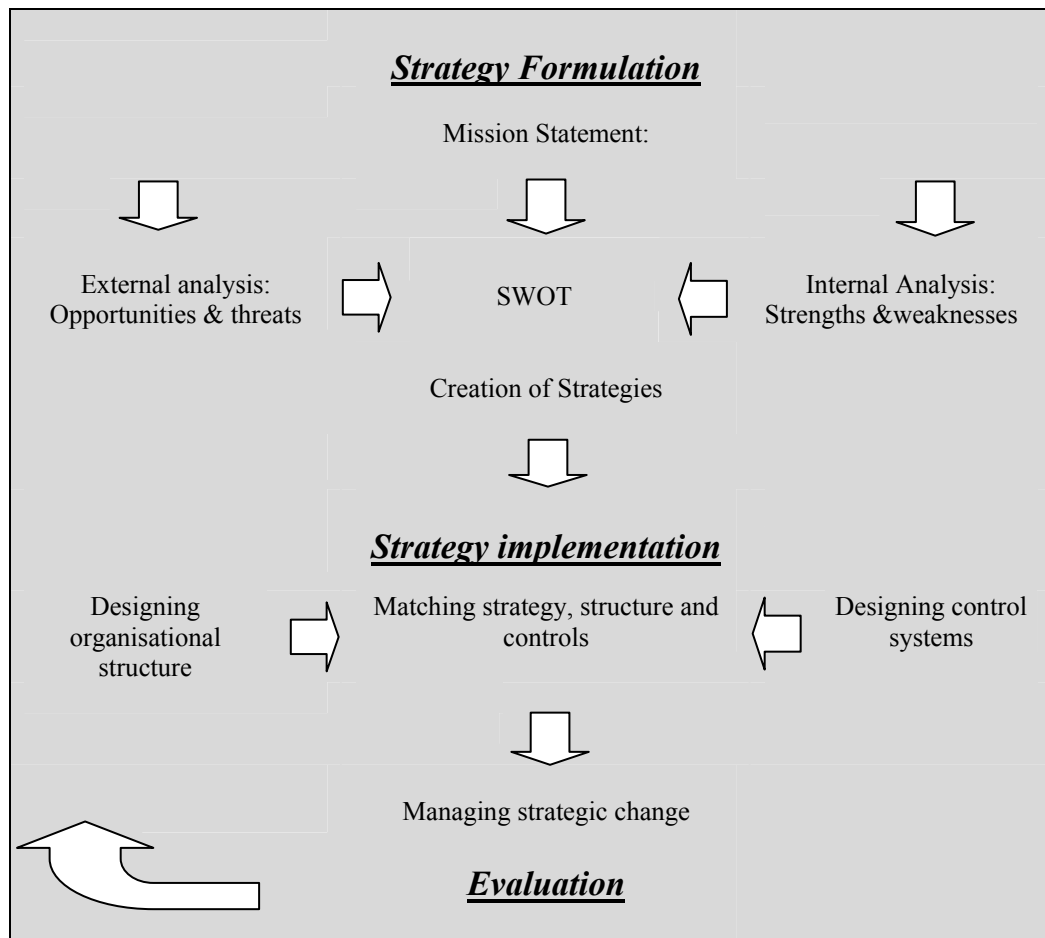 Strategy Formulation
Mission Statement:
External analysis:
Opportunities & threats
SWOT
Internal Analysis:
Strengths &weaknesses
Creation of Strategies
Strategy implementation
Designing
organisational
structure
Matching strategy, structure and
controls
Designing control
systems
Managing strategic change
Evaluation